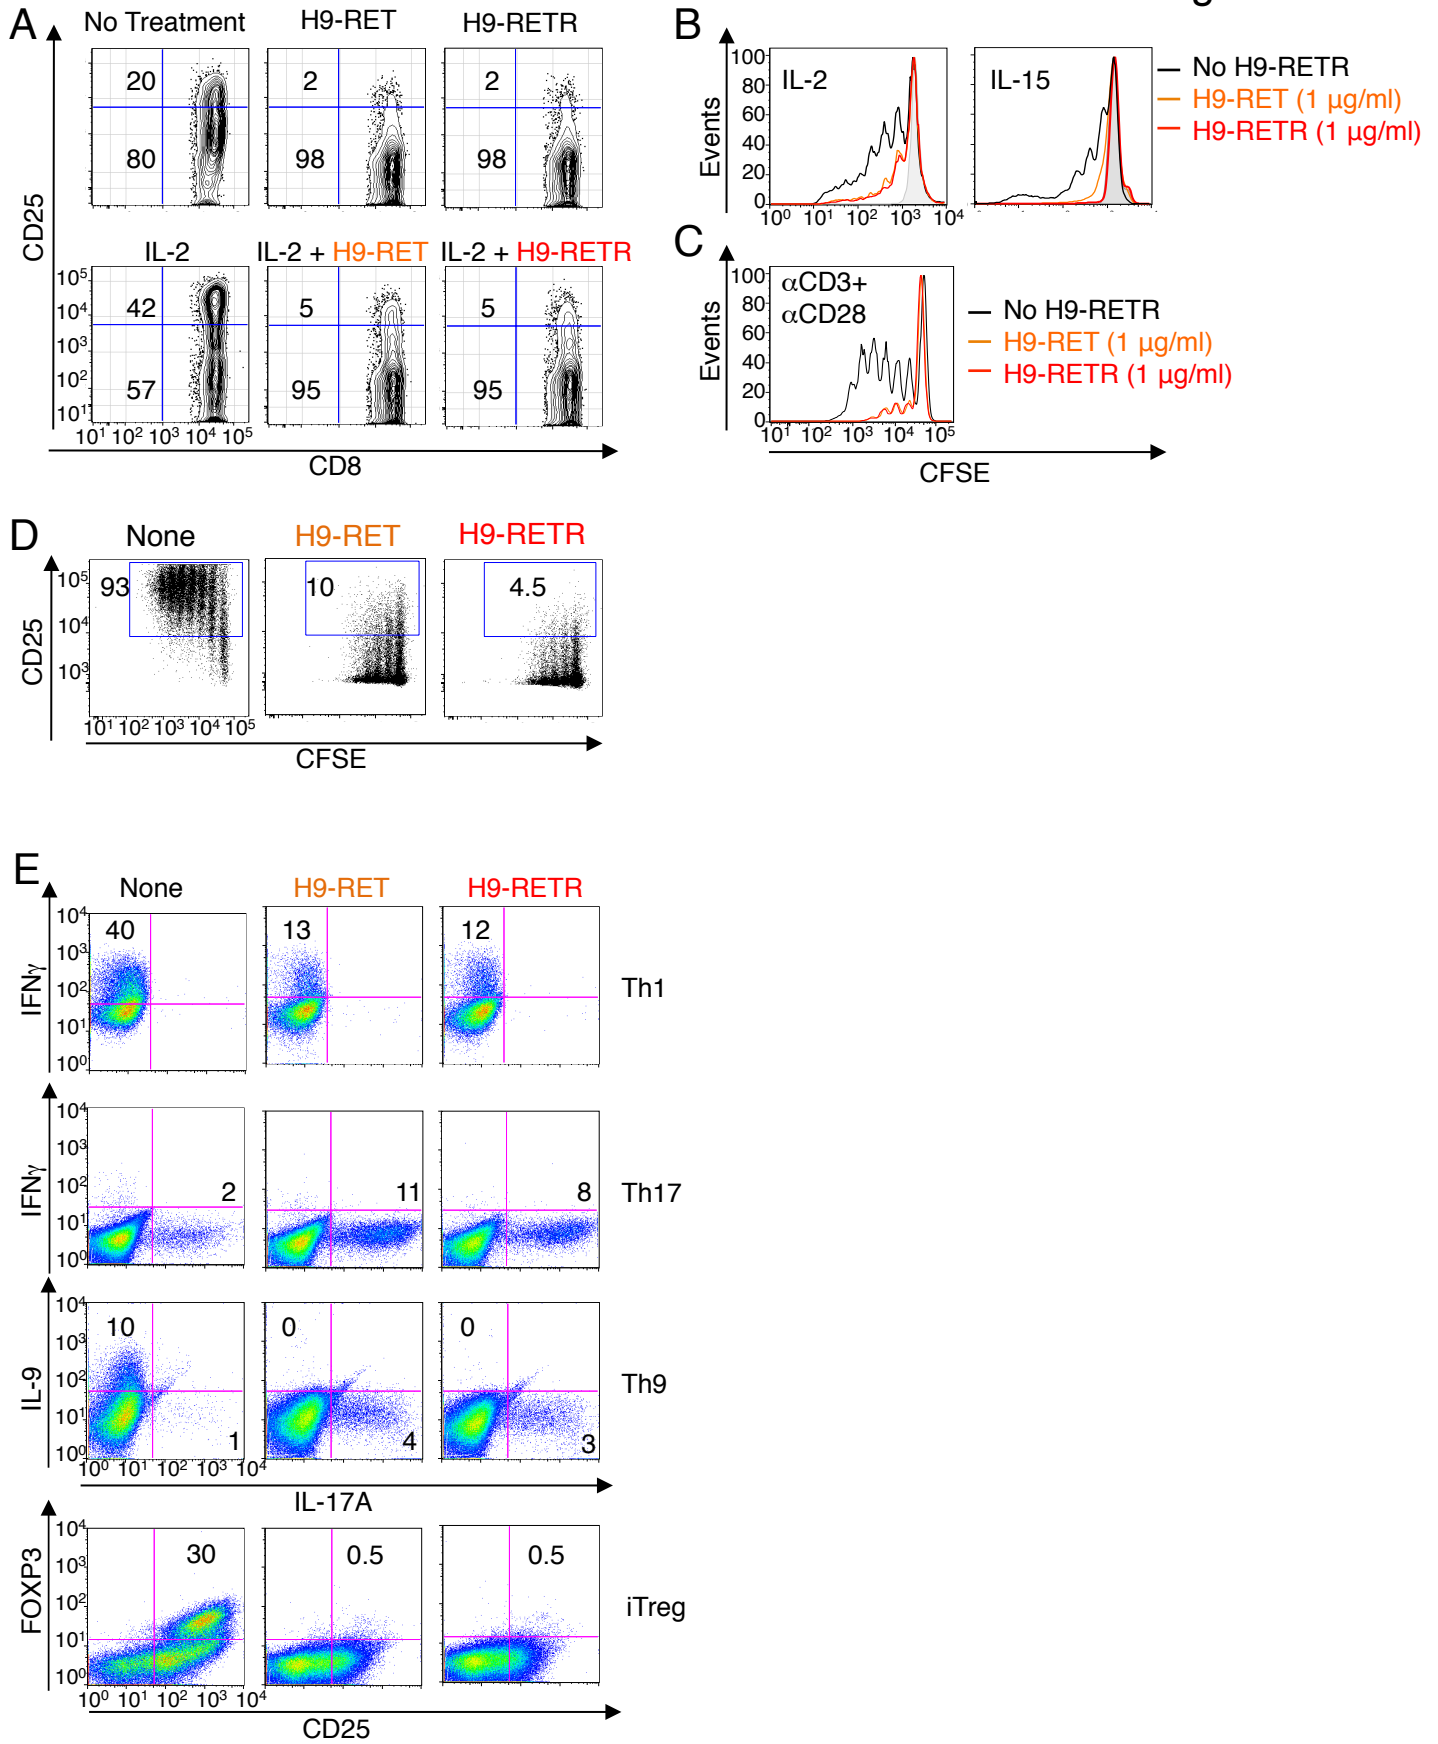 A
No Treatment
H9-RET
H9-RETR
20
2
2
80
98
98
CD25
IL-2
IL-2 + H9-RET
IL-2 + H9-RETR
10⁵
10⁴
10³
10²
10¹
42
5
5
57
95
95
10¹ 10² 10³ 10⁴ 10⁵
CD8
B
Events
100
80
60
40
20
0
IL-2
IL-15
10⁰ 10¹ 10² 10³ 10⁴
No H9-RETR
H9-RET (1 µg/ml)
H9-RETR (1 µg/ml)
C
Events
100
80
60
40
20
0
αCD3+
αCD28
10¹ 10² 10³ 10⁴ 10⁵
CFSE
No H9-RETR
H9-RET (1 µg/ml)
H9-RETR (1 µg/ml)
D
None
H9-RET
H9-RETR
CD25
10⁵
10⁴
10³
93
10
4.5
10¹ 10² 10³ 10⁴ 10⁵
CFSE
E
None
H9-RET
H9-RETR
IFNγ
10⁴
10³
10²
10¹
10⁰
40
13
12
Th1
IFNγ
10⁴
10³
10²
10¹
10⁰
2
11
8
Th17
IL-9
10⁴
10³
10²
10¹
10⁰
10
0
0
1
4
3
Th9
10⁰ 10¹ 10² 10³ 10⁴
IL-17A
FOXP3
10⁴
10³
10²
10¹
10⁰
30
0.5
0.5
iTreg
10⁰ 10¹ 10² 10³ 10⁴
CD25